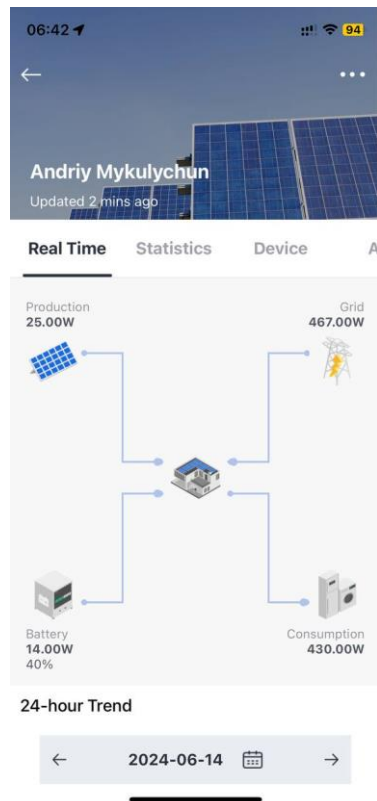 06:42
94
Andriy Mykulychun
Updated 2 mins ago
Real Time Statistics Device A
Production
25.00W
Grid
467.00W
Battery
14.00W
40%
Consumption
430.00W
24-hour Trend
2024-06-14